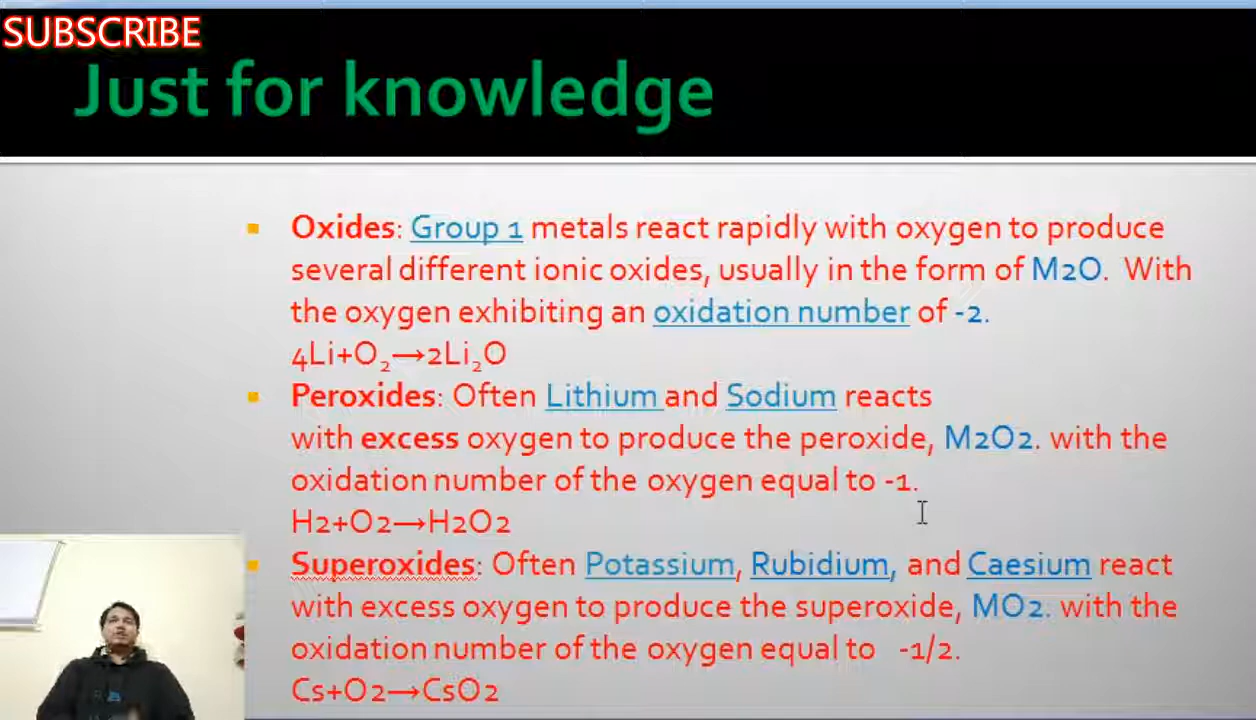 SUBSCRIBE
Just for knowledge
Oxides: Group 1 metals react rapidly with oxygen to produce
several different ionic oxides, usually in the form of M2O. With
the oxygen exhibiting an oxidation number of -2.
4Li+O₂→2Li₂O
Peroxides: Often Lithium and Sodium reacts
with excess oxygen to produce the peroxide, M2O2. with the
oxidation number of the oxygen equal to -1.
H2+O2→H2O2
Superoxides: Often Potassium, Rubidium, and Caesium react
with excess oxygen to produce the superoxide, MO2. with the
oxidation number of the oxygen equal to -1/2.
Cs+O2→CsO2